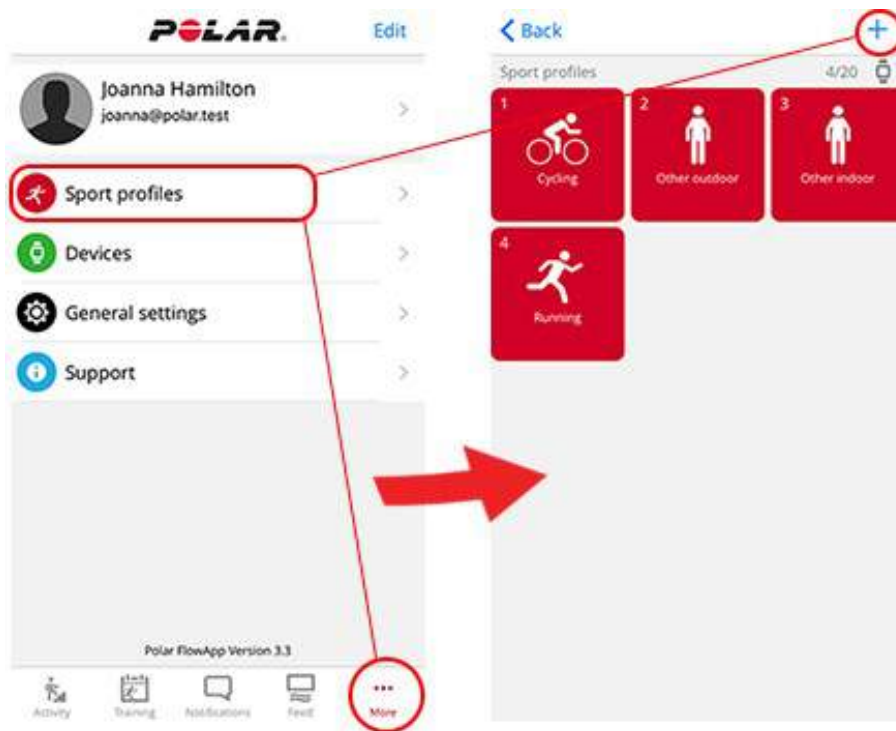 POLAR.
Edit
Joanna Hamilton
joanna@polar.test
Sport profiles
Devices
General settings
Support
Polar FlowApp Version 3.3
Activity
Training
Notifications
Feed
More
Back
Sport profiles 4/20
1
Cycling
2
Other outdoor
3
Other indoor
4
Running